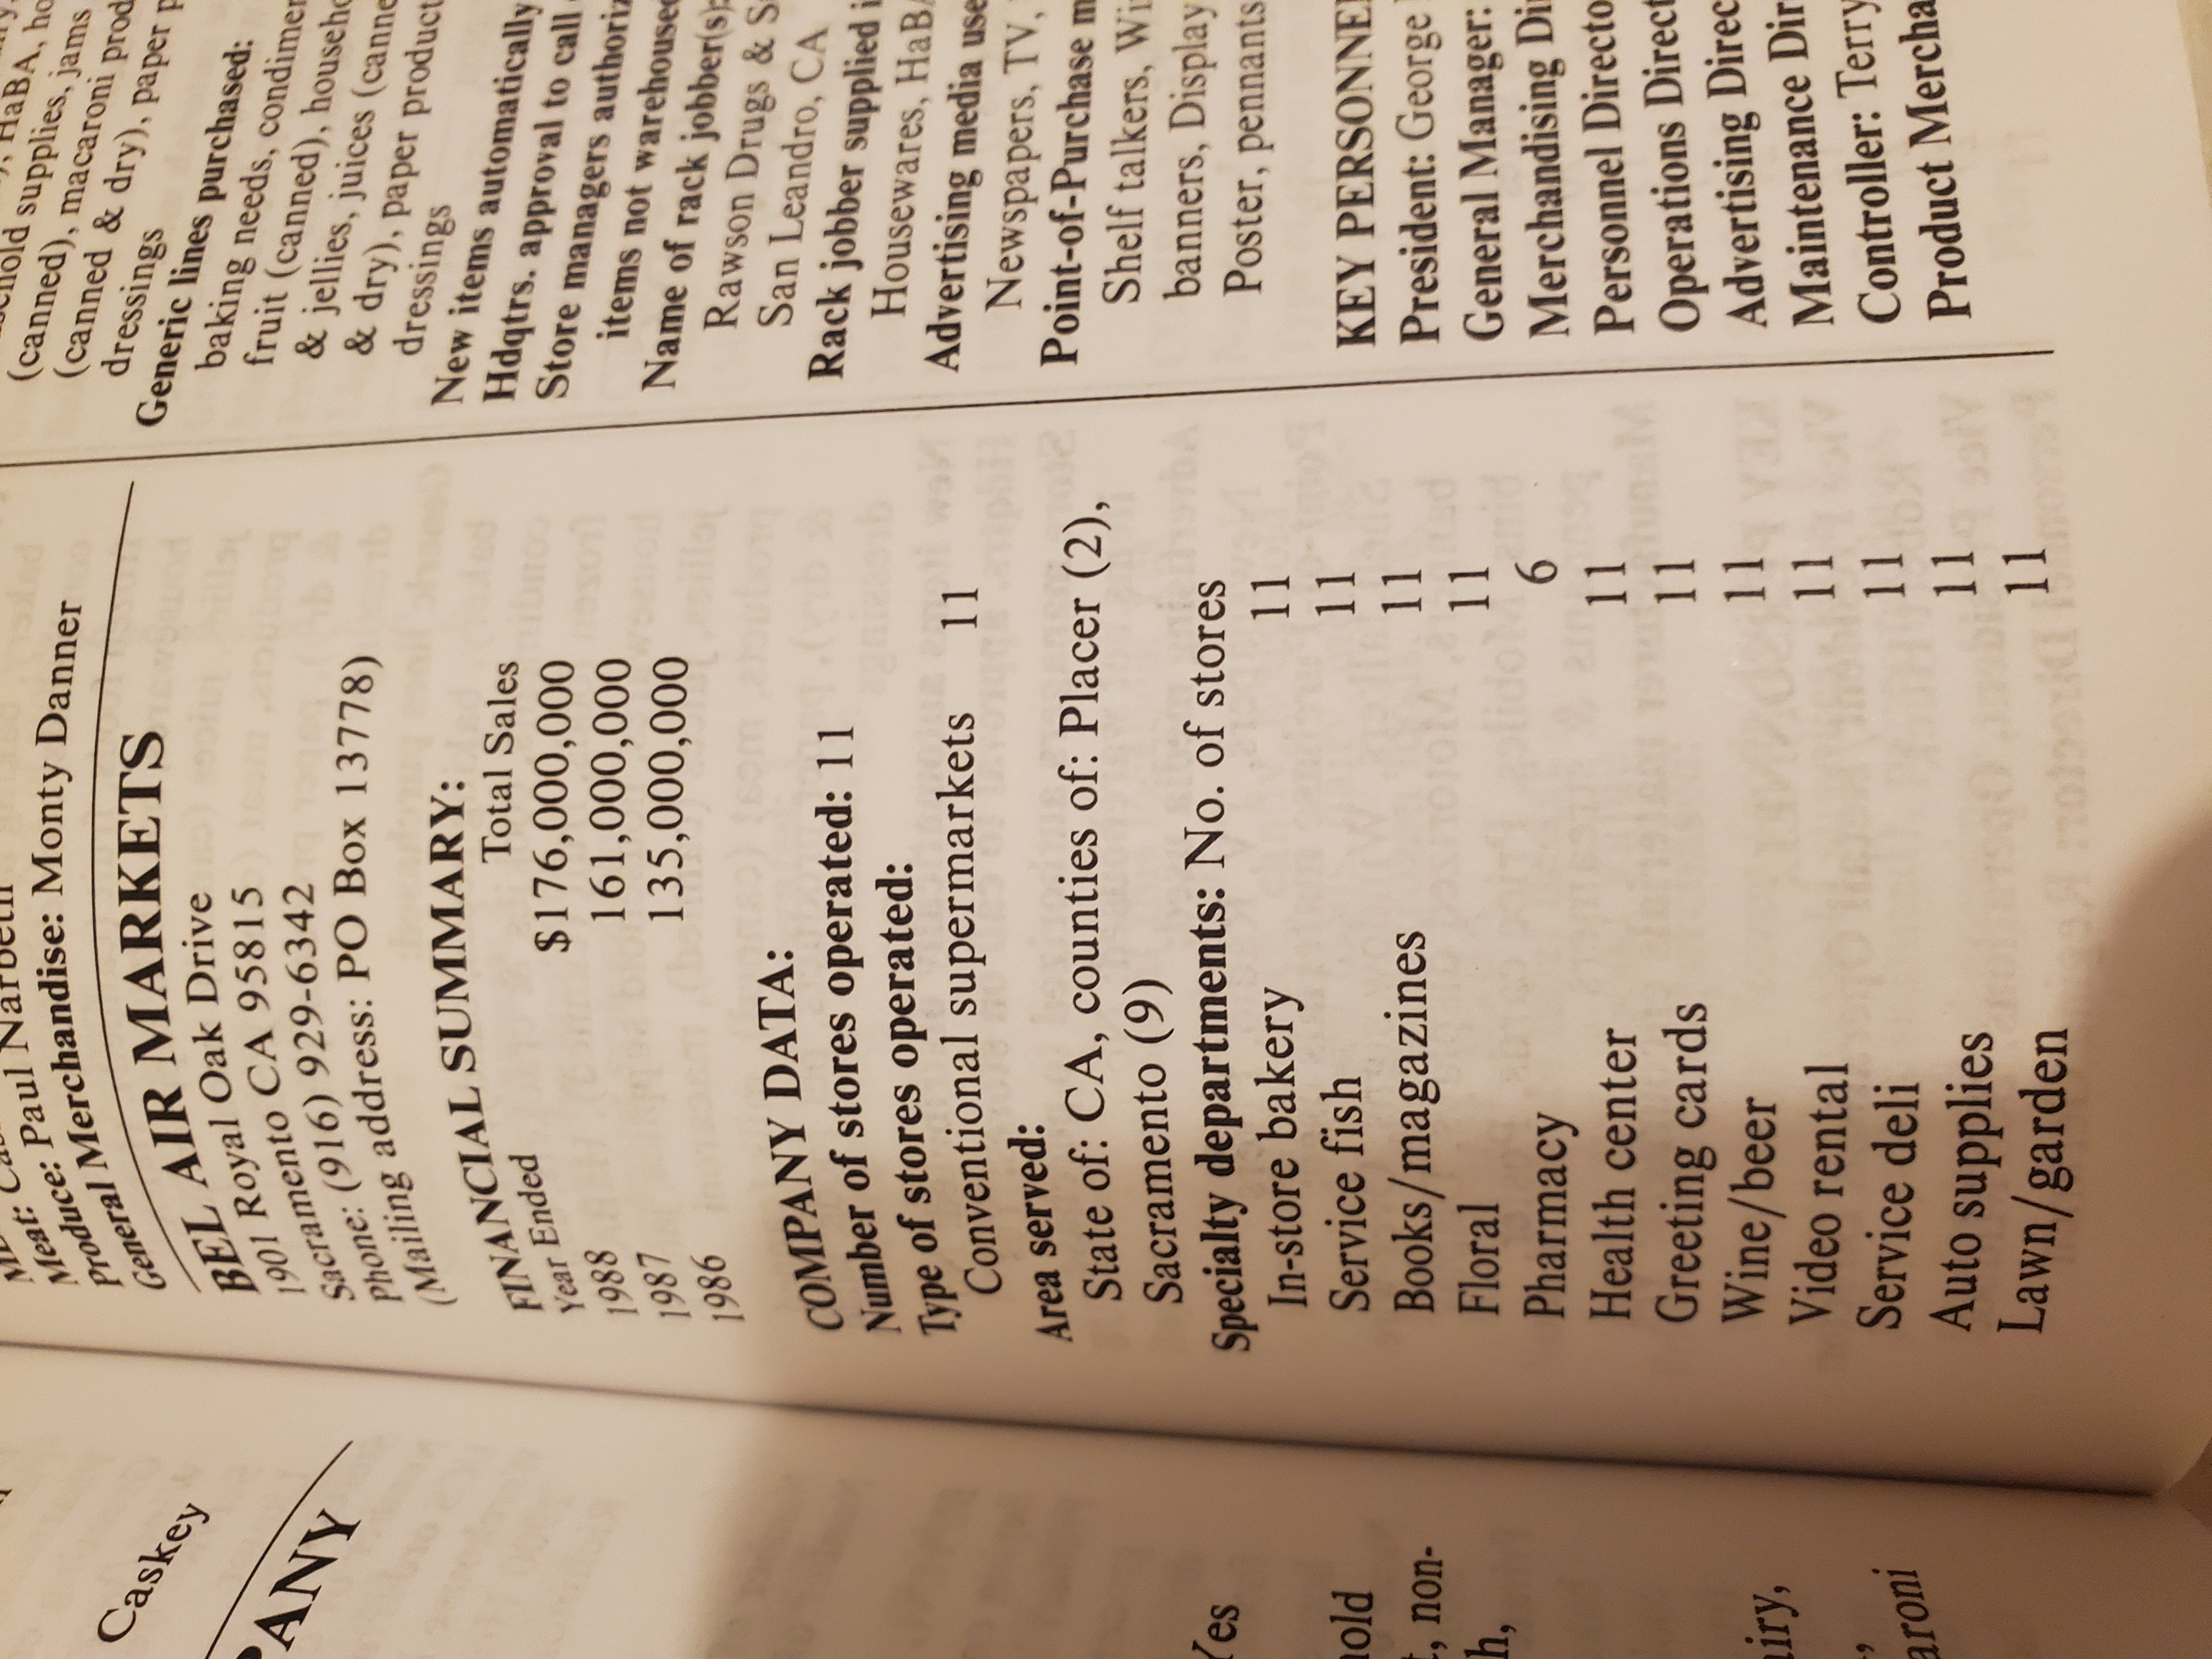 Caskey
PANY
Yes
hold
t, non-
h,
airy,
aroni
Meat: Paul Narbeth
Produce: Monty Danner
General Merchandise:
BEL AIR MARKETS
1901 Royal Oak Drive
Sacramento CA 95815
Phone: (916) 929-6342
(Mailing address: PO Box 13778)
FINANCIAL SUMMARY:
Year Ended Total Sales
1988 $176,000,000
1987 161,000,000
1986 135,000,000
COMPANY DATA:
Number of stores operated: 11
Type of stores operated:
Conventional supermarkets 11
Area served:
State of: CA, counties of: Placer (2),
Sacramento (9)
Specialty departments: No. of stores
In-store bakery 11
Service fish 11
Books/magazines 11
Floral 11
Pharmacy 6
Health center 11
Greeting cards 11
Wine/beer 11
Video rental 11
Service deli 11
Auto supplies 11
Lawn/garden 11
HaBA, ho
supplies, jams
(canned), macaroni prod
(canned & dry), paper p
dressings
Generic lines purchased:
baking needs, condimen
fruit (canned), househo
& jellies, juices (canne
& dry), paper product
dressings
New items automatically
Hdqtrs. approval to call
Store managers authoriz
items not warehoused
Name of rack jobber(s):
Rawson Drugs & S
San Leandro, CA
Rack jobber supplied i
Housewares, HaBA
Advertising media use
Newspapers, TV,
Point-of-Purchase m
Shelf talkers, Wi
banners, Display
Poster, pennants
KEY PERSONNEL
President: George
General Manager:
Merchandising Di
Personnel Directo
Operations Direct
Advertising Direc
Maintenance Dir
Controller: Terry
Product Mercha